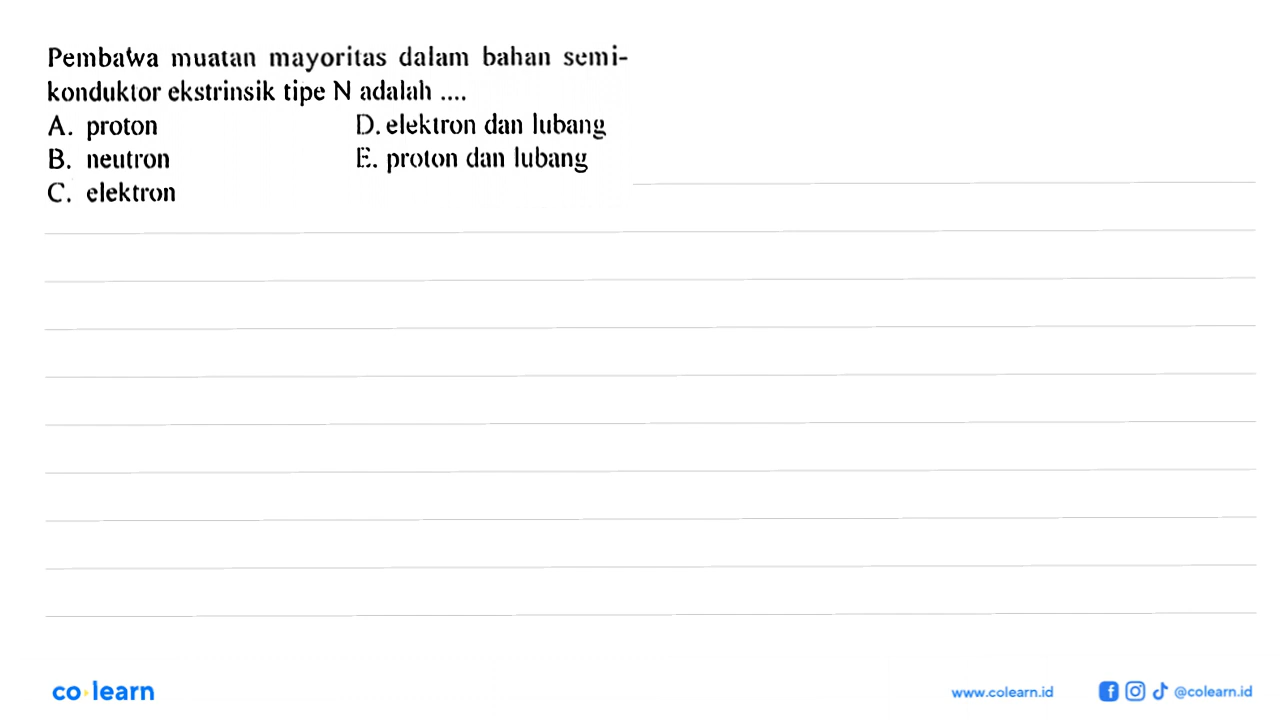 Pembawa muatan mayoritas dalam bahan semi-
konduktor ekstrinsik tipe N adalah ....
A. proton
B. neutron
C. elektron
D. elektron dan lubang
E. proton dan lubang
co learn
www.colearn.id
@colearn.id